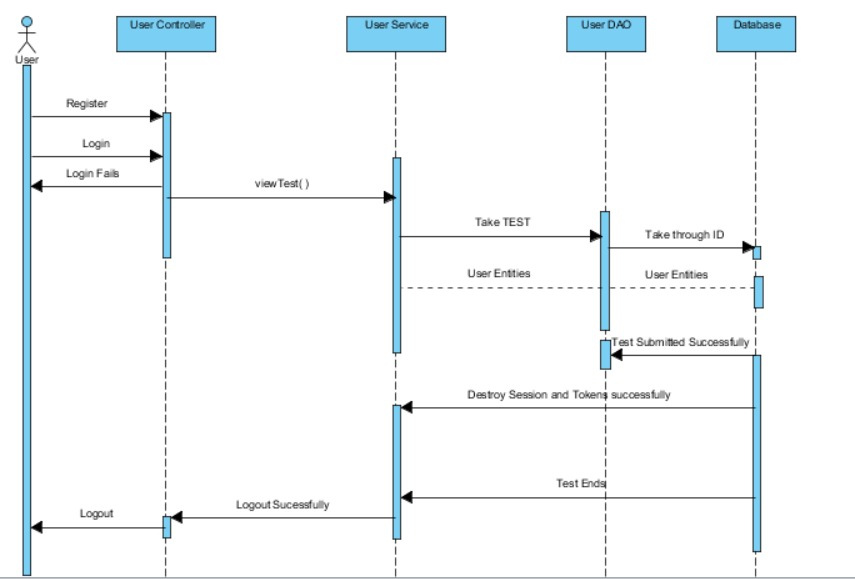 User Controller
User Service
User DAO
Database
User
Register
Login
Login Fails
viewTest( )
Take TEST
Take through ID
User Entities
User Entities
Test Submitted Successfully
Destroy Session and Tokens successfully
Test Ends
Logout Sucessfully
Logout